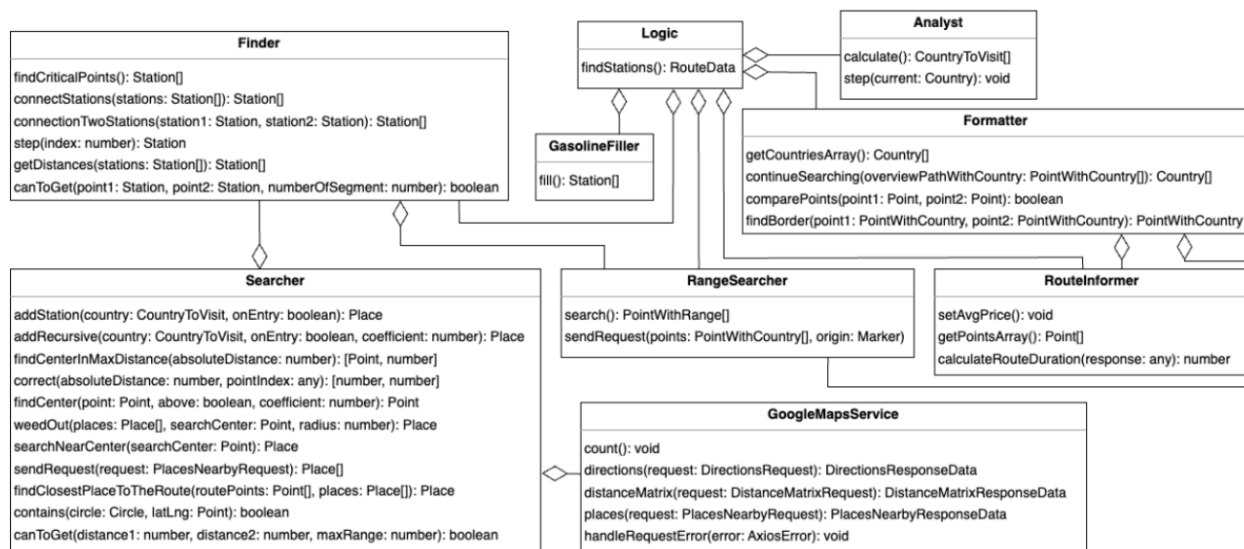 Finder
findCriticalPoints(): Station[]
connectStations(stations: Station[]): Station[]
connectionTwoStations(station1: Station, station2: Station): Station[]
step(index: number): Station
getDistances(stations: Station[]): Station[]
canToGet(point1: Station, point2: Station, numberOfSegment: number): boolean
Logic
findStations(): RouteData
Analyst
calculate(): CountryToVisit[]
step(current: Country): void
GasolineFiller
fill(): Station[]
Formatter
getCountriesArray(): Country[]
continueSearching(overviewPathWithCountry: PointWithCountry[]): Country[]
comparePoints(point1: Point, point2: Point): boolean
findBorder(point1: PointWithCountry, point2: PointWithCountry): PointWithCountry
Searcher
addStation(country: CountryToVisit, onEntry: boolean): Place
addRecursive(country: CountryToVisit, onEntry: boolean, coefficient: number): Place
findCenterInMaxDistance(absoluteDistance: number): [Point, number]
correct(absoluteDistance: number, pointIndex: any): [number, number]
findCenter(point: Point, above: boolean, coefficient: number): Point
weedOut(places: Place[], searchCenter: Point, radius: number): Place
searchNearCenter(searchCenter: Point): Place
sendRequest(request: PlacesNearbyRequest): Place[]
findClosestPlaceToTheRoute(routePoints: Point[], places: Place[]): Place
contains(circle: Circle, latLng: Point): boolean
canToGet(distance1: number, distance2: number, maxRange: number): boolean
RangeSearcher
search(): PointWithRange[]
sendRequest(points: PointWithCountry[], origin: Marker)
RouteInformer
setAvgPrice(): void
getPointsArray(): Point[]
calculateRouteDuration(response: any): number
GoogleMapsService
count(): void
directions(request: DirectionsRequest): DirectionsResponseData
distanceMatrix(request: DistanceMatrixRequest): DistanceMatrixResponseData
places(request: PlacesNearbyRequest): PlacesNearbyResponseData
handleRequestError(error: AxiosError): void